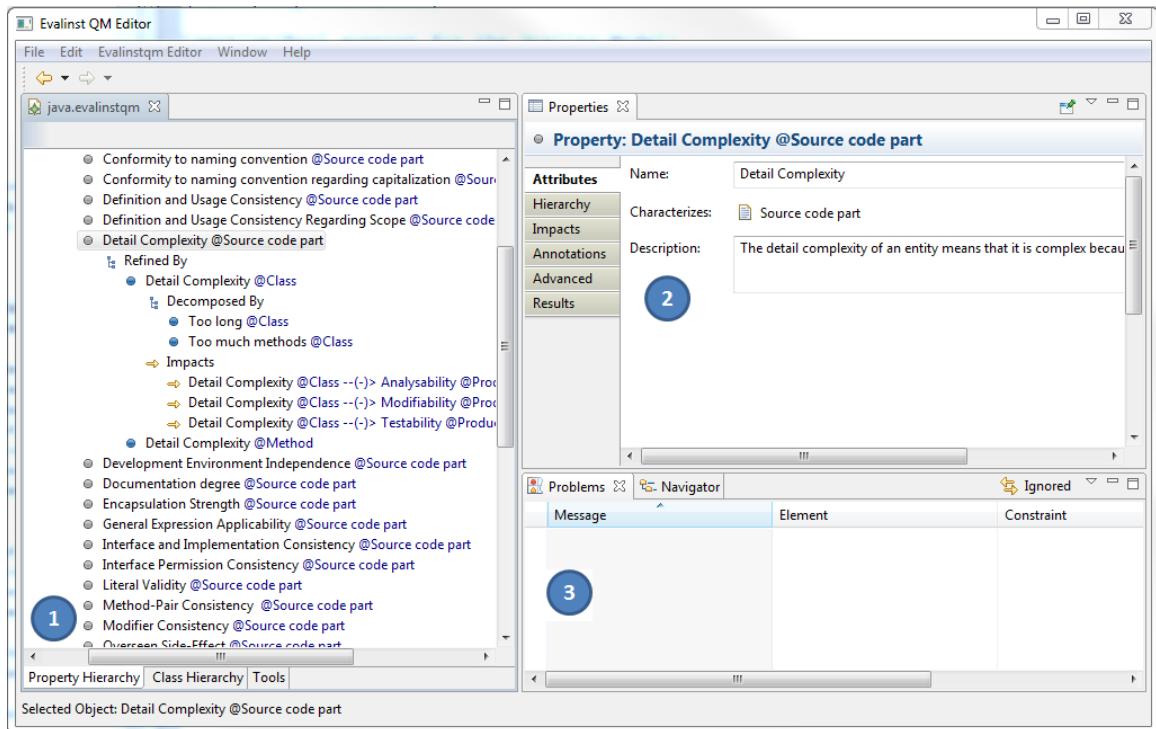 Evalinst QM Editor
File Edit Evalinstqm Editor Window Help
java.evalinstqm
Conformity to naming convention @Source code part
Conformity to naming convention regarding capitalization @Sour
Definition and Usage Consistency @Source code part
Definition and Usage Consistency Regarding Scope @Source code
Detail Complexity @Source code part
Refined By
Detail Complexity @Class
Decomposed By
Too long @Class
Too much methods @Class
Impacts
Detail Complexity @Class --(-)> Analysability @Proc
Detail Complexity @Class --(-)> Modifiability @Proc
Detail Complexity @Class --(-)> Testability @Produ
Detail Complexity @Method
Development Environment Independence @Source code part
Documentation degree @Source code part
Encapsulation Strength @Source code part
General Expression Applicability @Source code part
Interface and Implementation Consistency @Source code part
Interface Permission Consistency @Source code part
Literal Validity @Source code part
Method-Pair Consistency @Source code part
Modifier Consistency @Source code part
Overseen Side-Effect @Source code part
1
Property Hierarchy Class Hierarchy Tools
Properties
Property: Detail Complexity @Source code part
Attributes
Hierarchy
Impacts
Annotations
Advanced
Results
Name: Detail Complexity
Characterizes: Source code part
Description: The detail complexity of an entity means that it is complex becau
2
Problems Navigator Ignored
Message Element Constraint
3
Selected Object: Detail Complexity @Source code part